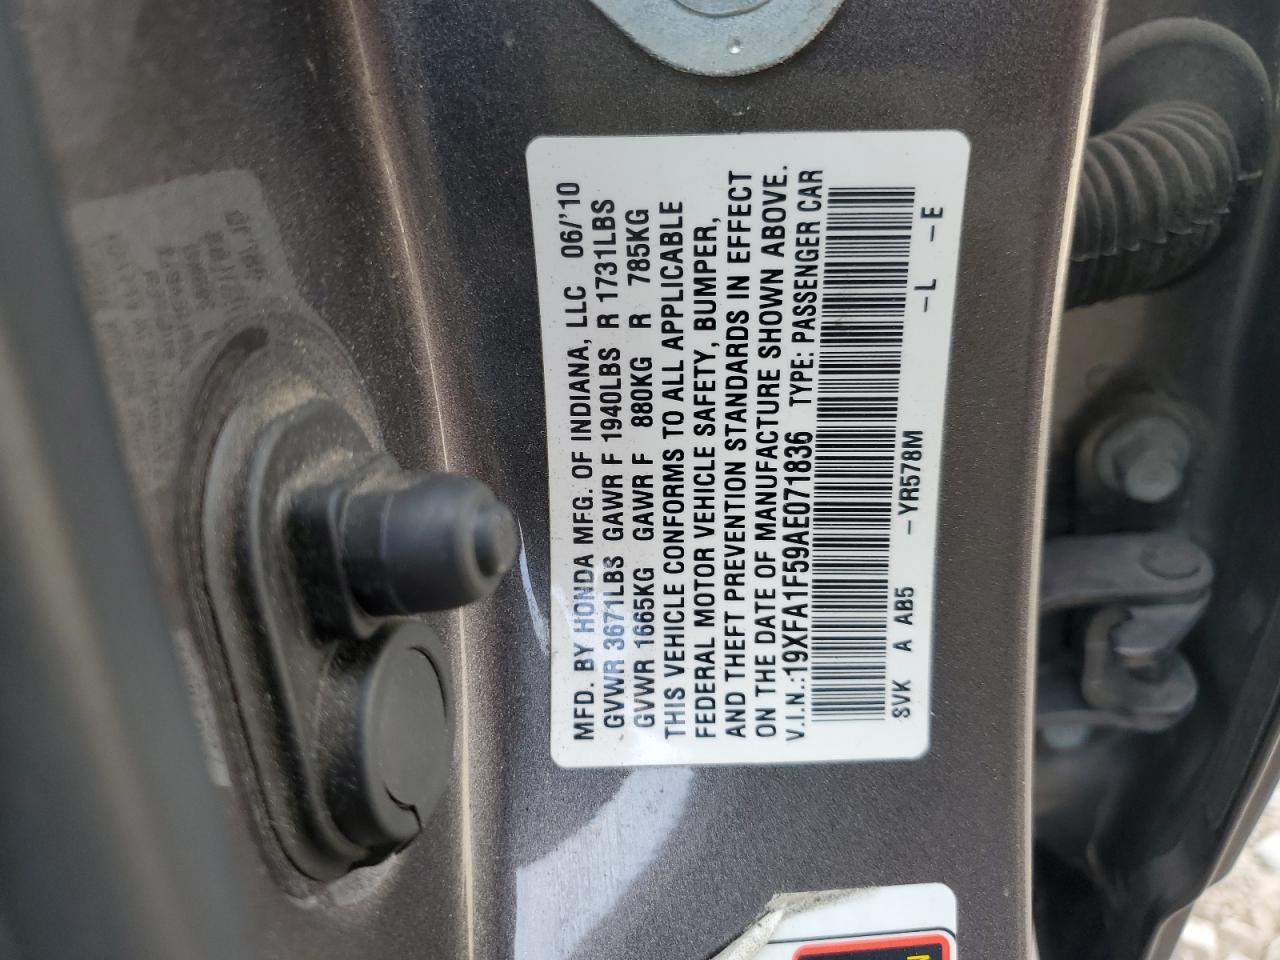 MFD. BY HONDA MFG. OF INDIANA, LLC 06/'10
GVWR 3671LBS GAWR F 1940LBS R 1731LBS
GVWR 1665KG GAWR F 880KG R 785KG
THIS VEHICLE CONFORMS TO ALL APPLICABLE
FEDERAL MOTOR VEHICLE SAFETY, BUMPER,
AND THEFT PREVENTION STANDARDS IN EFFECT
ON THE DATE OF MANUFACTURE SHOWN ABOVE.
V.I.N.:19XFA1F59AE071836 TYPE: PASSENGER CAR
SVK A AB5 -YR578M -L -E